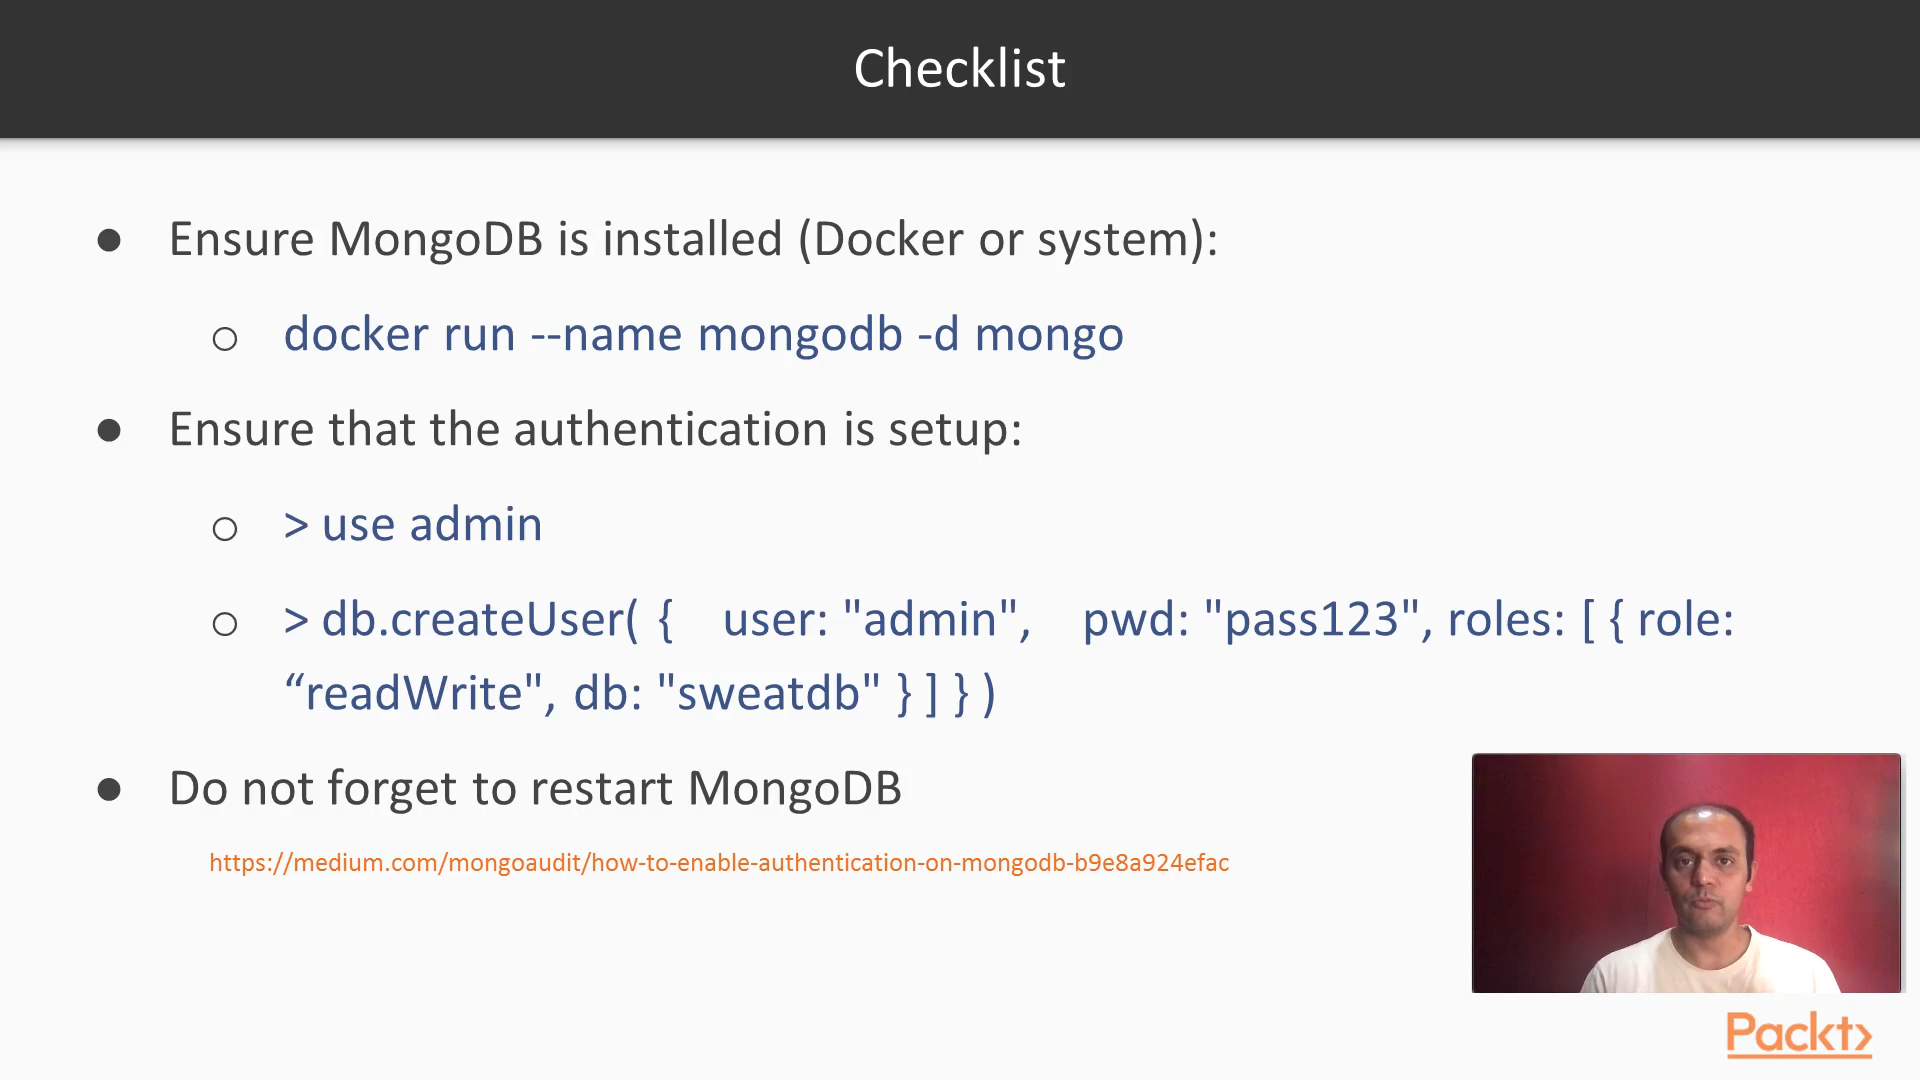 Checklist
● Ensure MongoDB is installed (Docker or system):
○ docker run --name mongodb -d mongo
● Ensure that the authentication is setup:
○ > use admin
○ > db.createUser( { user: "admin", pwd: "pass123", roles: [ { role:
“readWrite", db: "sweatdb" } ] } )
● Do not forget to restart MongoDB
https://medium.com/mongoaudit/how-to-enable-authentication-on-mongodb-b9e8a924efac
Packt>